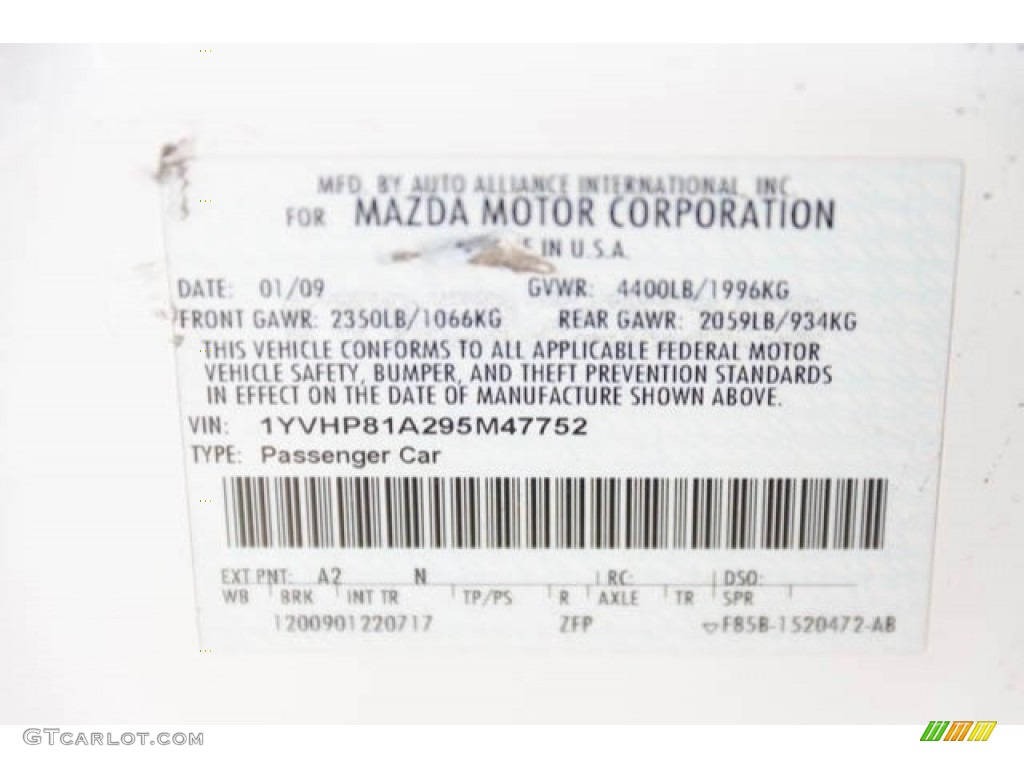 MFD. BY AUTO ALLIANCE INTERNATIONAL, INC.
FOR MAZDA MOTOR CORPORATION
IN U.S.A.
DATE: 01/09 GVWR: 4400LB/1996KG
FRONT GAWR: 2350LB/1066KG REAR GAWR: 2059LB/934KG
THIS VEHICLE CONFORMS TO ALL APPLICABLE FEDERAL MOTOR
VEHICLE SAFETY, BUMPER, AND THEFT PREVENTION STANDARDS
IN EFFECT ON THE DATE OF MANUFACTURE SHOWN ABOVE.
VIN: 1YVHP81A295M47752
TYPE: Passenger Car
EXT PNT: A2 N RC: DSO:
WB BRK INT TR TP/PS R AXLE TR SPR
1200901220717 ZFP F85B-1520472-AB
GTCARLOT.COM